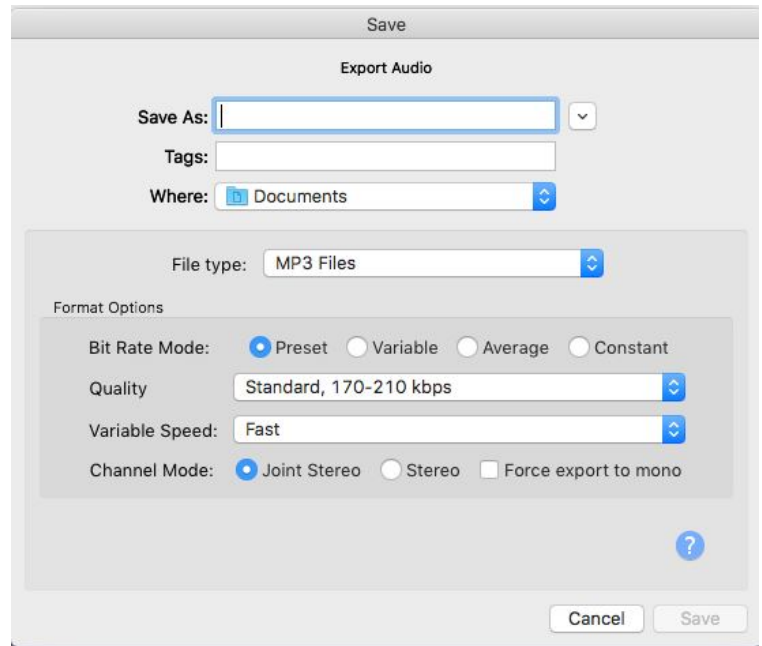 Save
Export Audio
Save As:
Tags:
Where: Documents
File type: MP3 Files
Format Options
Bit Rate Mode: Preset Variable Average Constant
Quality Standard, 170-210 kbps
Variable Speed: Fast
Channel Mode: Joint Stereo Stereo Force export to mono
?
Cancel Save